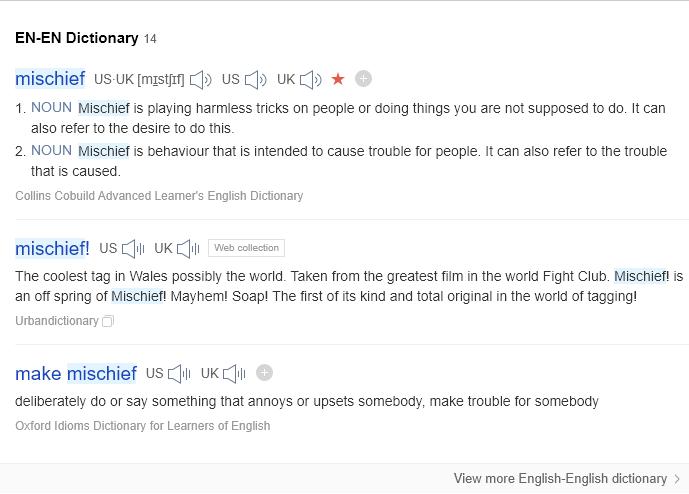 EN-EN Dictionary 14
mischief US·UK [mɪstʃɪf] US UK
1. NOUN Mischief is playing harmless tricks on people or doing things you are not supposed to do. It can
also refer to the desire to do this.
2. NOUN Mischief is behaviour that is intended to cause trouble for people. It can also refer to the trouble
that is caused.
Collins Cobuild Advanced Learner's English Dictionary
mischief! US UK Web collection
The coolest tag in Wales possibly the world. Taken from the greatest film in the world Fight Club. Mischief! is
an off spring of Mischief! Mayhem! Soap! The first of its kind and total original in the world of tagging!
Urbandictionary
make mischief US UK
deliberately do or say something that annoys or upsets somebody, make trouble for somebody
Oxford Idioms Dictionary for Learners of English
View more English-English dictionary